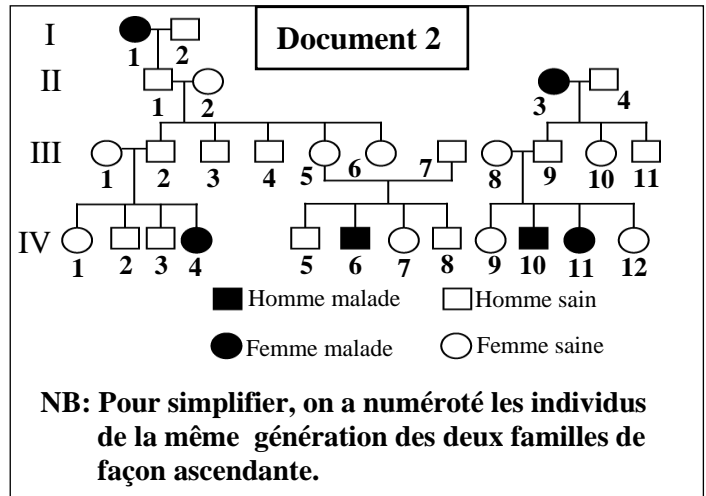 Document 2
I
1 2
II
1 2 3 4
III
1 2 3 4 5 6 7 8 9 10 11
IV
1 2 3 4 5 6 7 8 9 10 11 12
Homme malade Homme sain
Femme malade Femme saine
NB: Pour simplifier, on a numéroté les individus
de la même génération des deux familles de
façon ascendante.